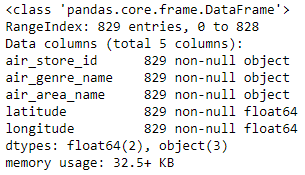 <class 'pandas.core.frame.DataFrame'>
RangeIndex: 829 entries, 0 to 828
Data columns (total 5 columns):
air_store_id      829 non-null object
air_genre_name    829 non-null object
air_area_name     829 non-null object
latitude          829 non-null float64
longitude         829 non-null float64
dtypes: float64(2), object(3)
memory usage: 32.5+ KB